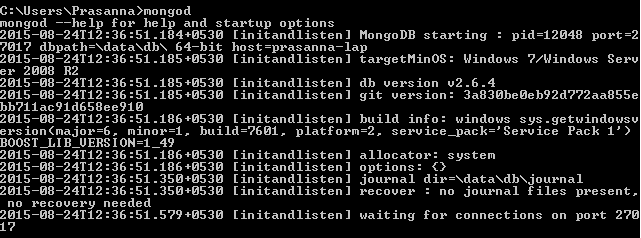 C:\Users\Prasanna>mongod
mongod --help for help and startup options
2015-08-24T12:36:51.184+0530 [initandlisten] MongoDB starting : pid=12048 port=2
7017 dbpath=\data\db\ 64-bit host=prasanna-lap
2015-08-24T12:36:51.185+0530 [initandlisten] targetMinOS: Windows 7/Windows Serv
er 2008 R2
2015-08-24T12:36:51.185+0530 [initandlisten] db version v2.6.4
2015-08-24T12:36:51.185+0530 [initandlisten] git version: 3a830be0eb92d772aa855e
bb711ac91d658ee910
2015-08-24T12:36:51.186+0530 [initandlisten] build info: windows sys.getwindowsv
ersion(major=6, minor=1, build=7601, platform=2, service_pack='Service Pack 1')
BOOST_LIB_VERSION=1_49
2015-08-24T12:36:51.186+0530 [initandlisten] allocator: system
2015-08-24T12:36:51.186+0530 [initandlisten] options: {}
2015-08-24T12:36:51.350+0530 [initandlisten] journal dir=\data\db\journal
2015-08-24T12:36:51.350+0530 [initandlisten] recover : no journal files present,
 no recovery needed
2015-08-24T12:36:51.579+0530 [initandlisten] waiting for connections on port 270
17